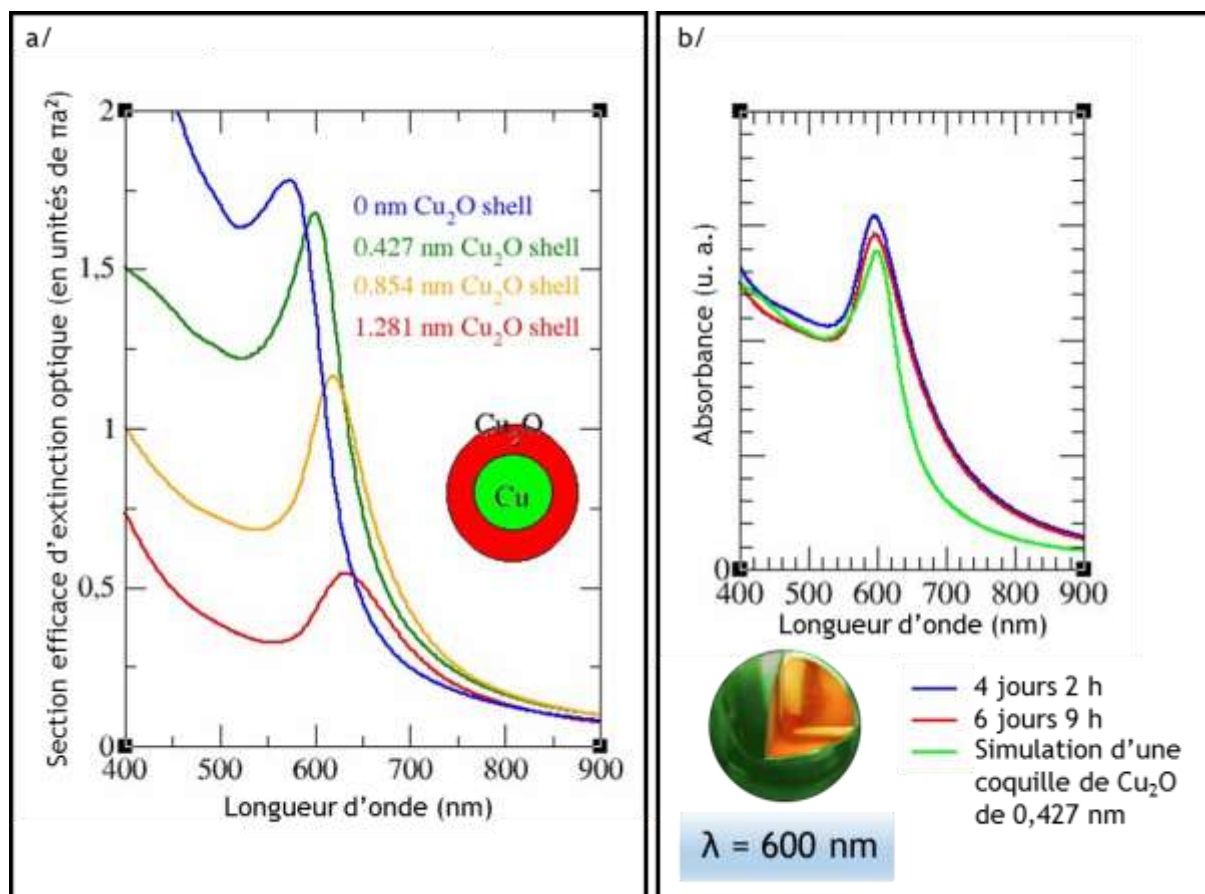 a/
Section efficace d'extinction optique (en unités de πa²)
2
1,5
1
0,5
0
0 nm Cu₂O shell
0.427 nm Cu₂O shell
0.854 nm Cu₂O shell
1.281 nm Cu₂O shell
Cu₂O
Cu
400 500 600 700 800 900
Longueur d'onde (nm)
b/
Absorbance (u. a.)
0
400 500 600 700 800 900
Longueur d'onde (nm)
4 jours 2 h
6 jours 9 h
Simulation d'une
coquille de Cu₂O
de 0,427 nm
λ = 600 nm